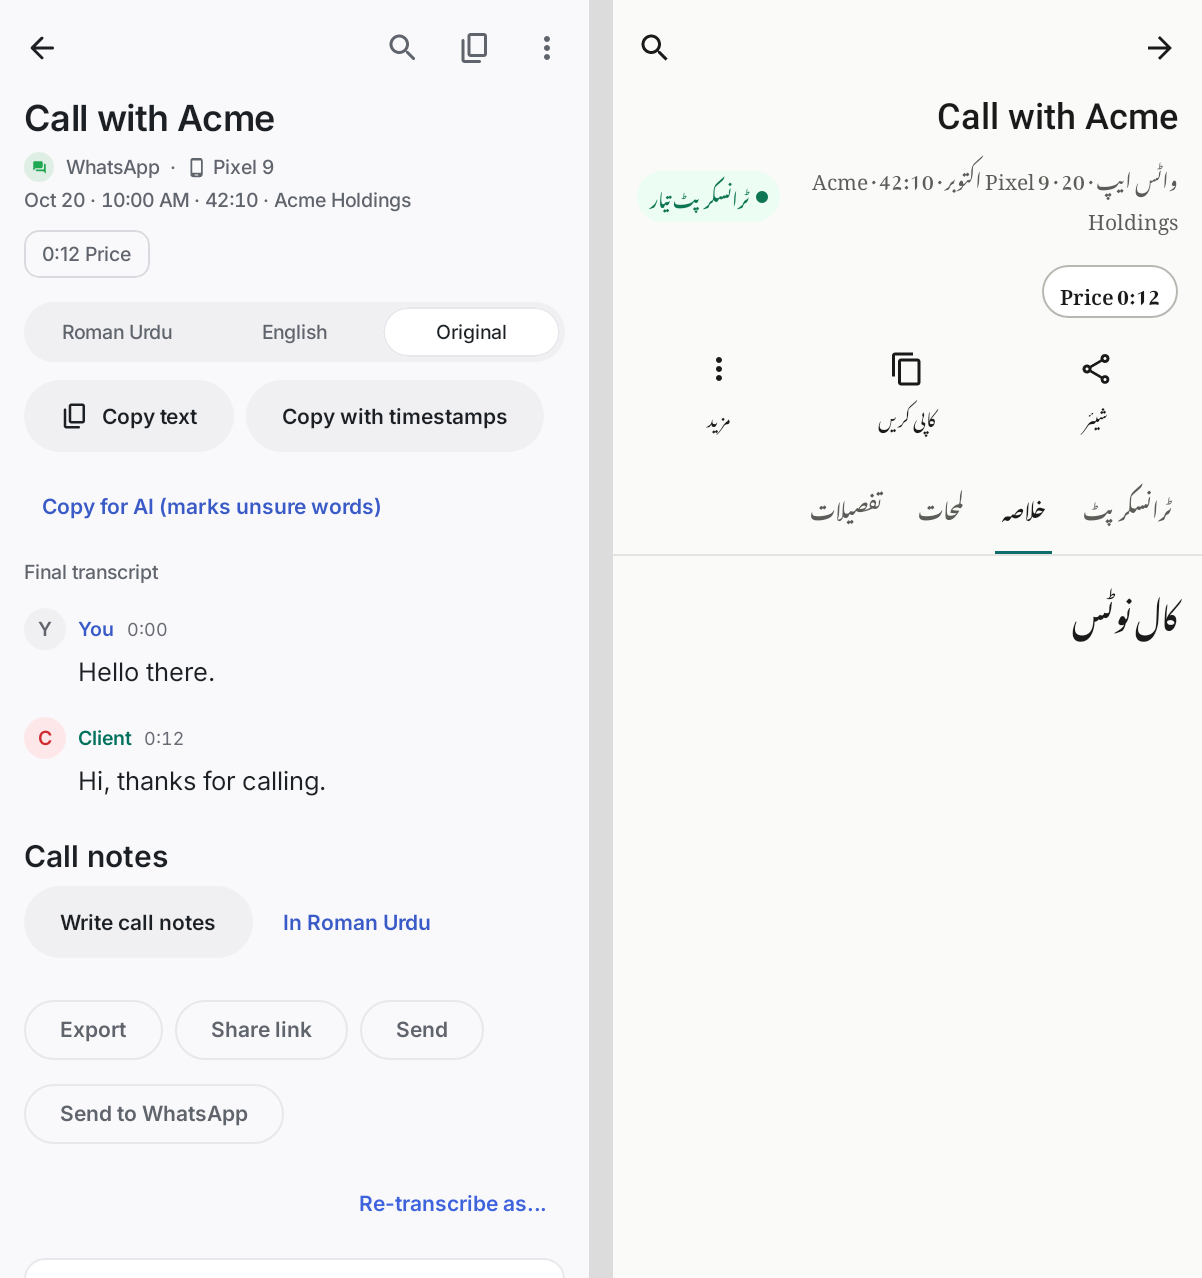 Call with Acme
WhatsApp · Pixel 9
Oct 20 · 10:00 AM · 42:10 · Acme Holdings
0:12 Price
Roman Urdu English Original
Copy text Copy with timestamps
Copy for AI (marks unsure words)
Final transcript
Y You 0:00
Hello there.
C Client 0:12
Hi, thanks for calling.
Call notes
Write call notes In Roman Urdu
Export Share link Send
Send to WhatsApp
Re-transcribe as...
Call with Acme
واٹس ایپ · Pixel 9 · 20 اکتوبر · 42:10 · Acme
Holdings
ٹرانسکرپٹ تیار
Price 0:12
شیئر کاپی کریں مزید
ٹرانسکرپٹ خلاصہ لمحات تفصیلات
کال نوٹس